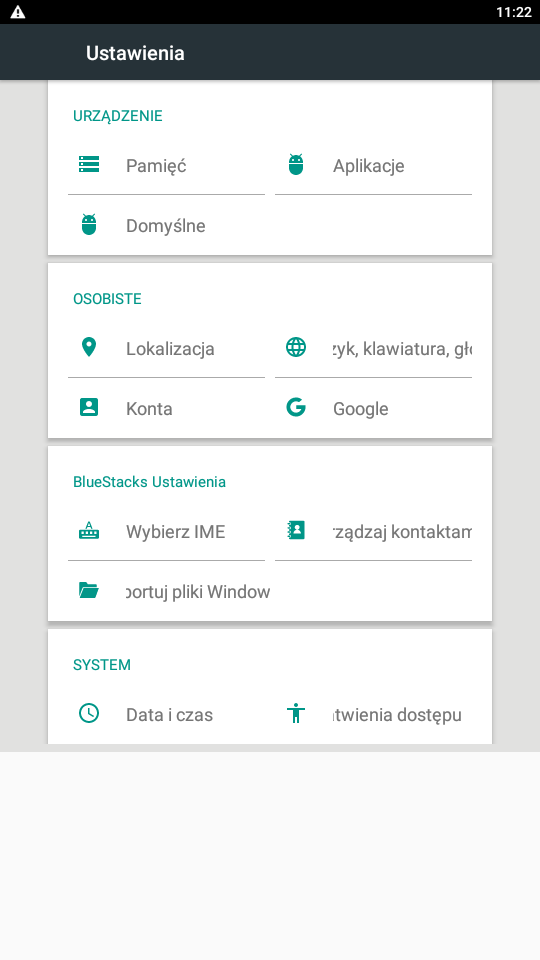 11:22
Ustawienia
URZĄDZENIE
Pamięć
Aplikacje
Domyślne
OSOBISTE
Lokalizacja
zyk, klawiatura, gło
Konta
Google
BlueStacks Ustawienia
Wybierz IME
rządzaj kontaktam
portuj pliki Window
SYSTEM
Data i czas
twienia dostępu